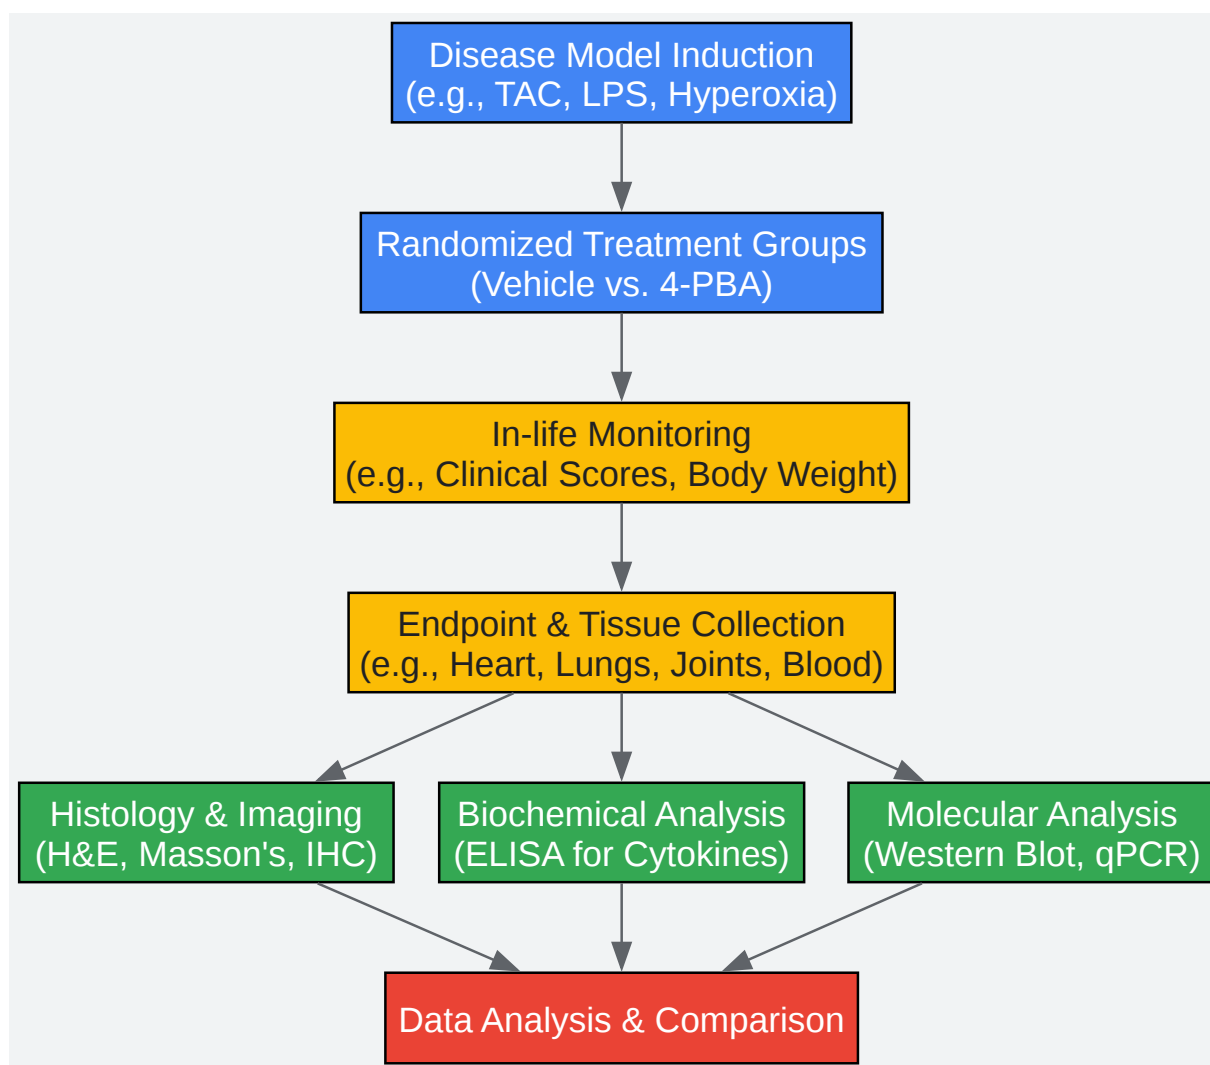 Disease Model Induction
(e.g., TAC, LPS, Hyperoxia)
Randomized Treatment Groups
(Vehicle vs. 4-PBA)
In-life Monitoring
(e.g., Clinical Scores, Body Weight)
Endpoint & Tissue Collection
(e.g., Heart, Lungs, Joints, Blood)
Histology & Imaging
(H&E, Masson's, IHC)
Biochemical Analysis
(ELISA for Cytokines)
Molecular Analysis
(Western Blot, qPCR)
Data Analysis & Comparison